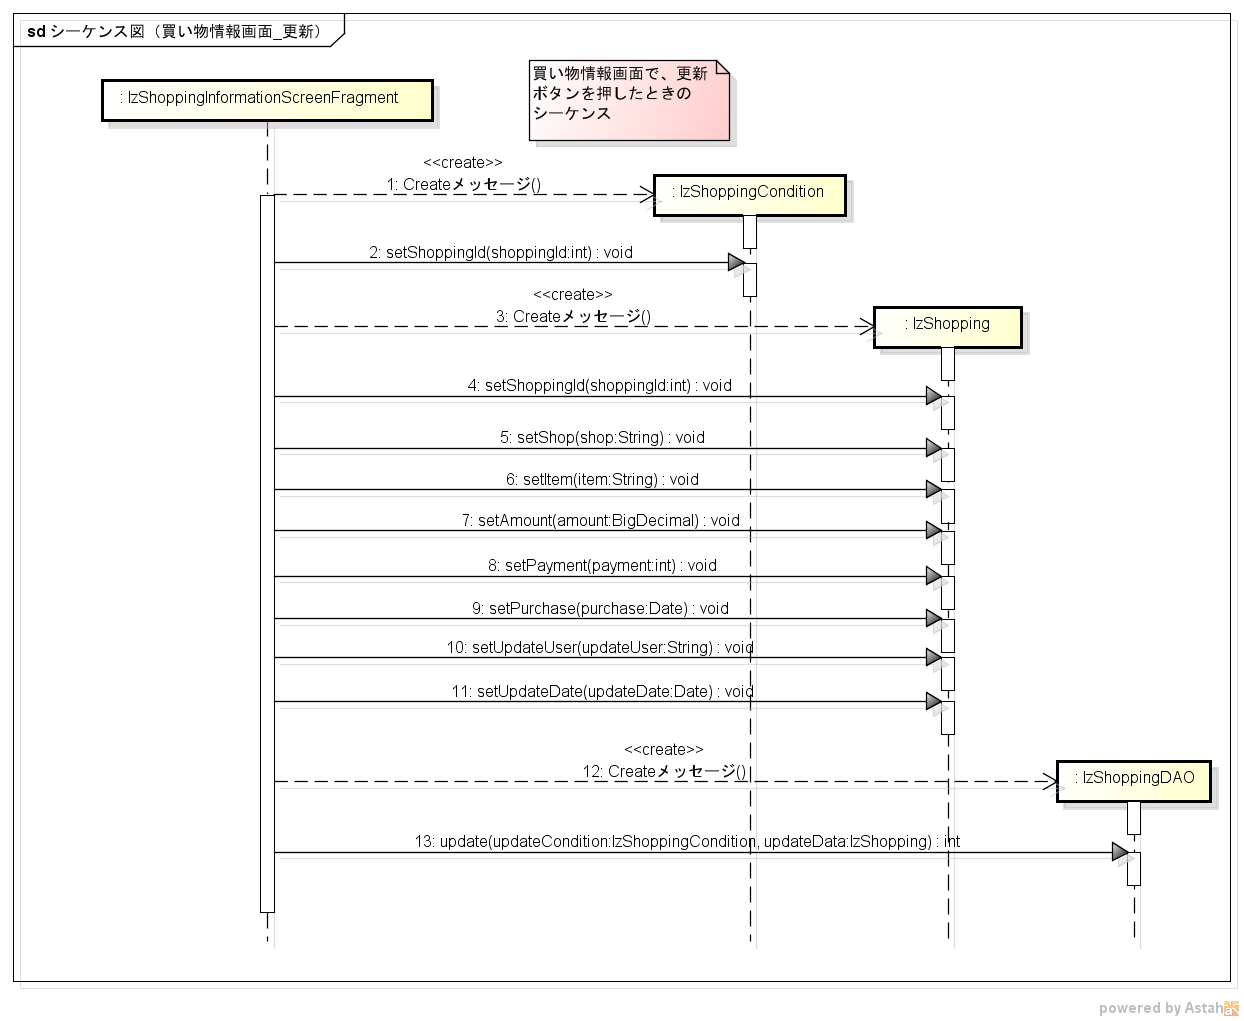 sd シーケンス図（買い物情報画面_更新）
買い物情報画面で、更新
ボタンを押したときの
シーケンス
: IzShoppingInformationScreenFragment
<<create>>
1: Createメッセージ()
: IzShoppingCondition
2: setShoppingId(shoppingId:int) : void
<<create>>
3: Createメッセージ()
: IzShopping
4: setShoppingId(shoppingId:int) : void
5: setShop(shop:String) : void
6: setItem(item:String) : void
7: setAmount(amount:BigDecimal) : void
8: setPayment(payment:int) : void
9: setPurchase(purchase:Date) : void
10: setUpdateUser(updateUser:String) : void
11: setUpdateDate(updateDate:Date) : void
<<create>>
12: Createメッセージ()
: IzShoppingDAO
13: update(updateCondition:IzShoppingCondition, updateData:IzShopping) : int
powered by Astah